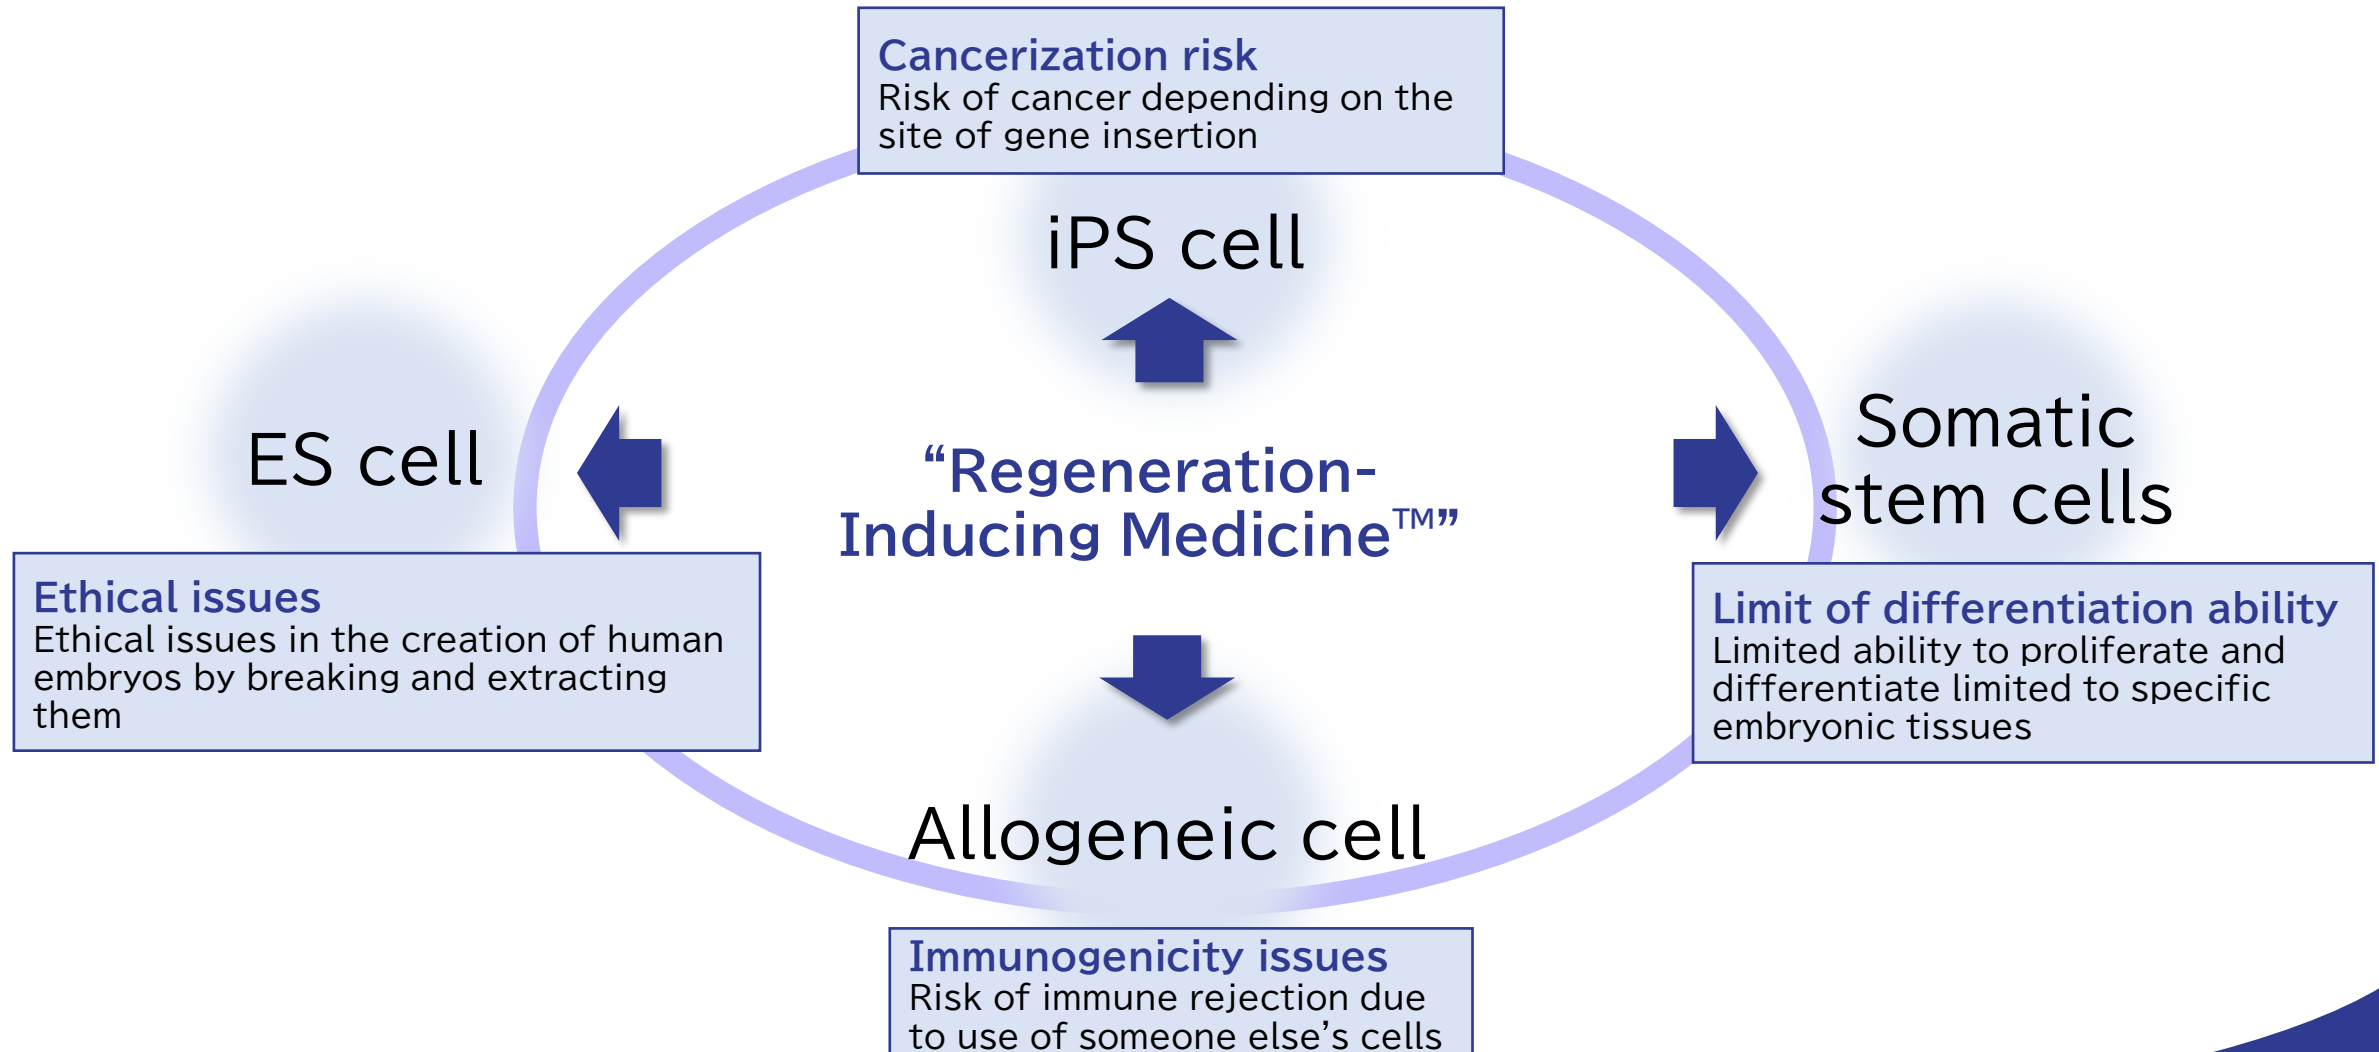 Cancerization risk
Risk of cancer depending on the
site of gene insertion
iPS cell
ES cell
Somatic
stem cells
“Regeneration-
Inducing Medicine™”
Ethical issues
Ethical issues in the creation of human
embryos by breaking and extracting
them
Limit of differentiation ability
Limited ability to proliferate and
differentiate limited to specific
embryonic tissues
Allogeneic cell
Immunogenicity issues
Risk of immune rejection due
to use of someone else’s cells